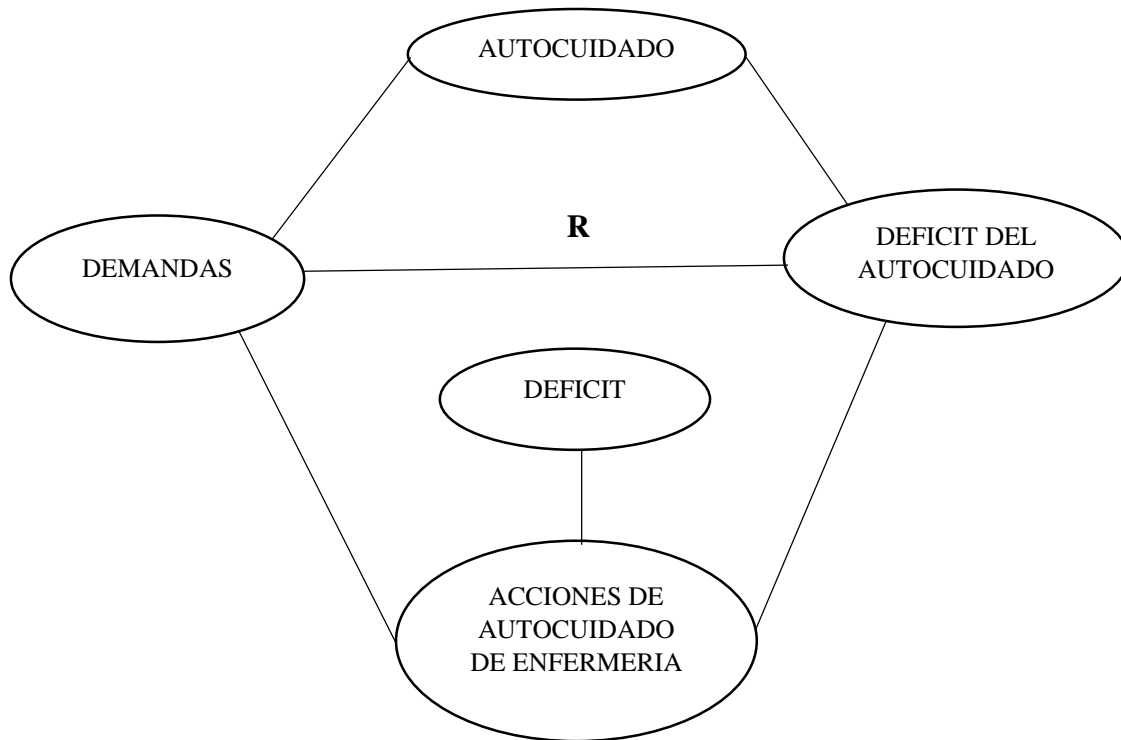 AUTOCUIDADO
R
DEMANDAS
DEFICIT DEL
AUTOCUIDADO
DEFICIT
ACCIONES DE
AUTOCUIDADO
DE ENFERMERIA